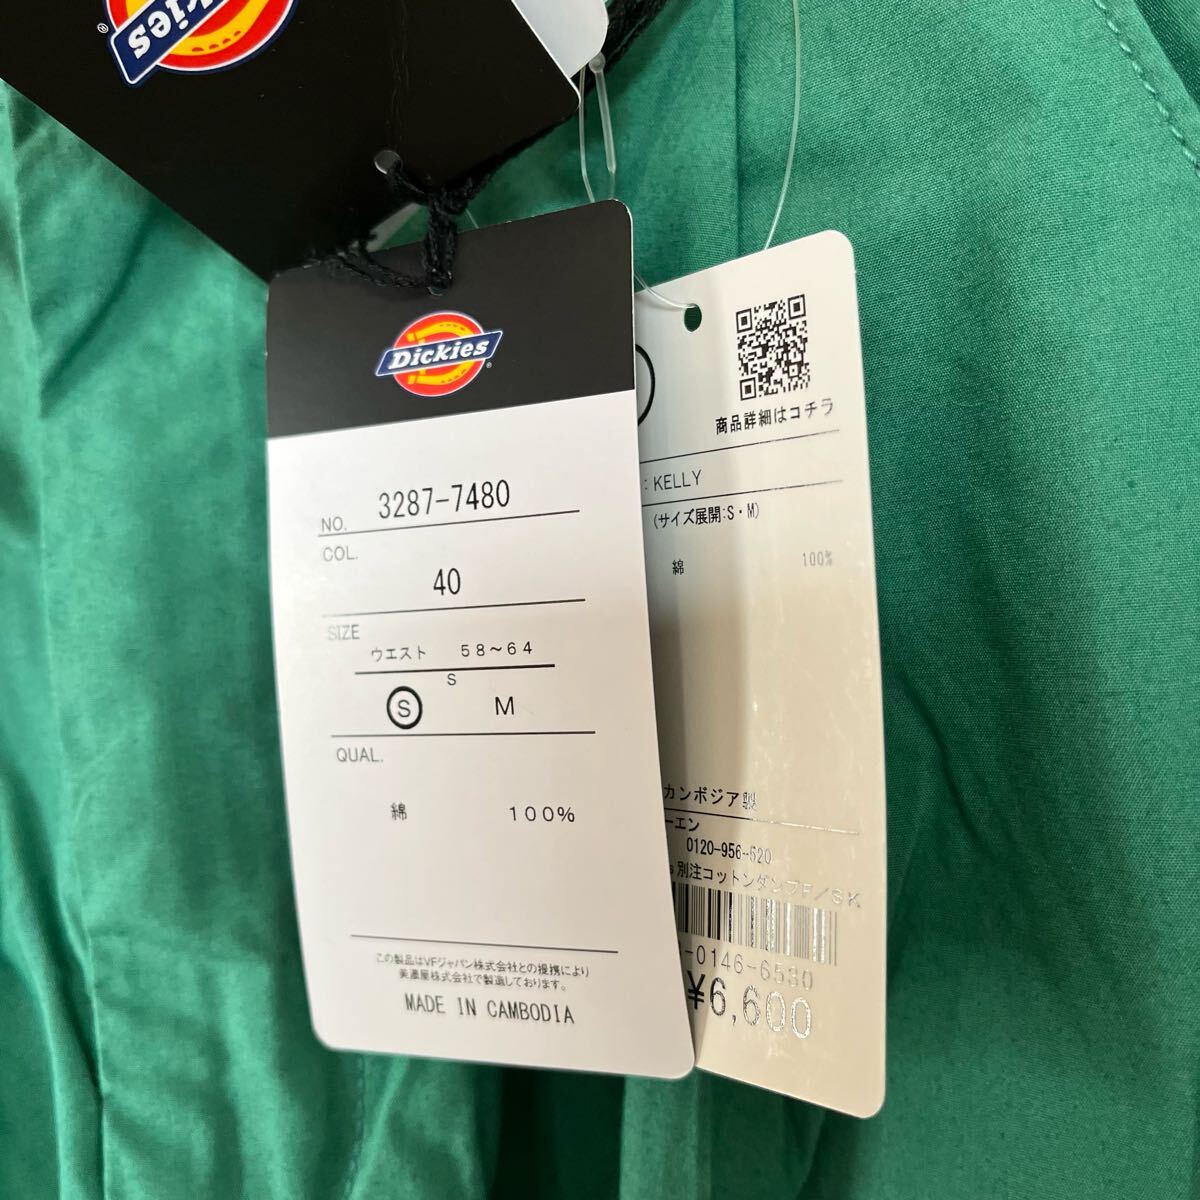 Dickies
Dickies
NO. 3287-7480
COL.
40
SIZE
ウエスト 58～64
S
S M
QUAL.
綿 100%
この製品はVFジャパン株式会社との提携により
美濃屋株式会社で製造しております。
MADE IN CAMBODIA
商品詳細はコチラ
: KELLY
(サイズ展開:S・M)
綿 100%
カンボジア製
ーエン
0120-956-520
別注コットンダンプF/SK
-0146-6530
¥6,600